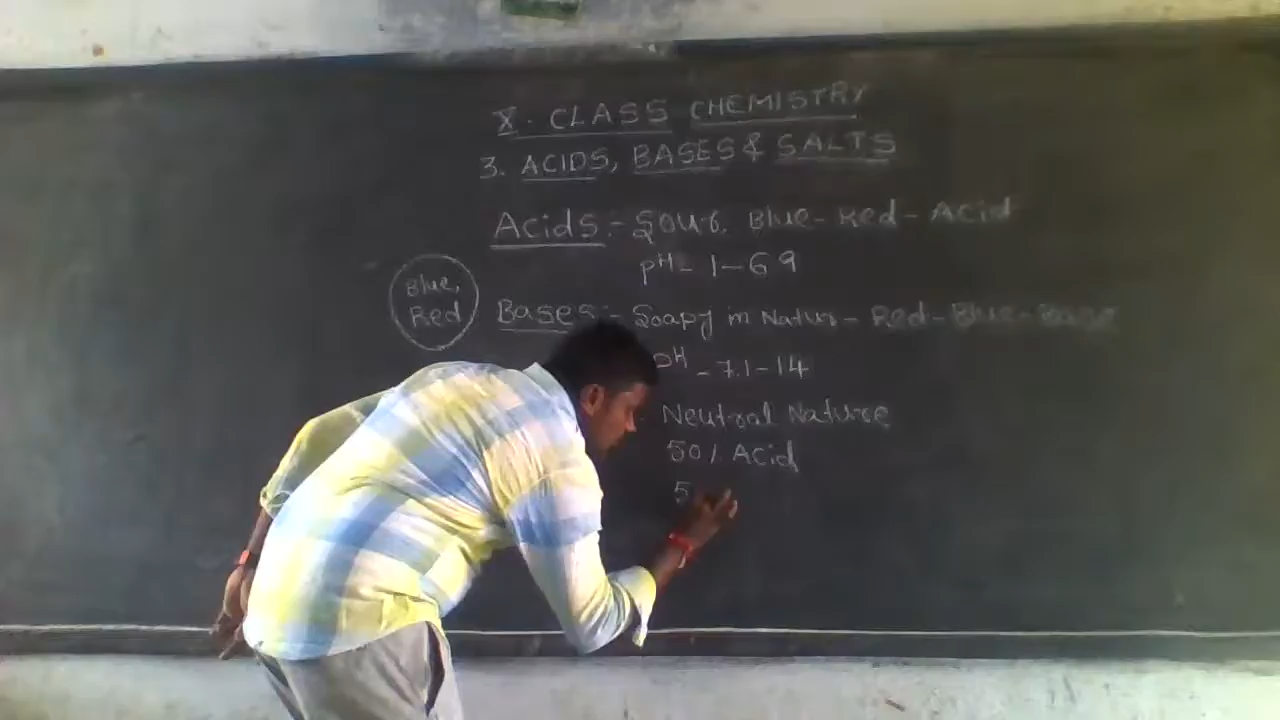 X. CLASS CHEMISTRY
3. ACIDS, BASES & SALTS
Acids:- Sour, Blue-Red-Acid
PH- 1-6 9
Blue,
Red
Bases:- Soapy in Natur- Red-Blue-Base
PH-7.1-14
Neutral Nature
50% Acid
5